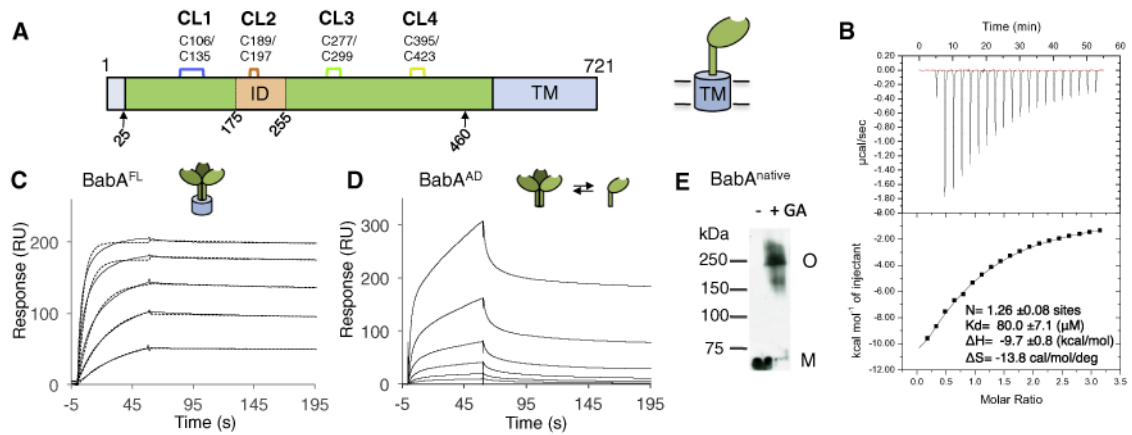 A
CL1 CL2 CL3 CL4
C106/ C189/ C277/ C395/
C135 C197 C299 C423
1 721
ID TM
25 175 255 460
TM
B
Time (min)
0 10 20 30 40 50 60
0.20
0.00
-0.20
-0.40
-0.60
-0.80
-1.00
-1.20
-1.40
-1.60
-1.80
-2.00
µcal/sec
-2.00
-4.00
-6.00
-8.00
-10.00
-12.00
kcal mol⁻¹ of injectant
N= 1.26 ±0.08 sites
Kd= 80.0 ±7.1 (µM)
ΔH= -9.7 ±0.8 (kcal/mol)
ΔS= -13.8 cal/mol/deg
0.0 0.5 1.0 1.5 2.0 2.5 3.0 3.5
Molar Ratio
C BabA^FL
Response (RU)
200
100
0
-5 45 95 145 195
Time (s)
D BabA^AD
Response (RU)
300
200
100
0
-5 45 95 145 195
Time (s)
E BabA^native
- + GA
kDa
250 O
150
100
75
M